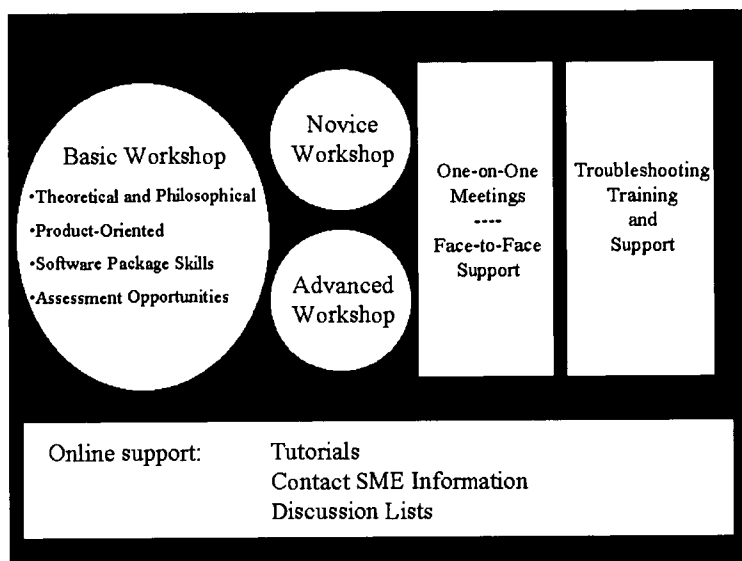 Basic Workshop
•Theoretical and Philosophical
•Product-Oriented
•Software Package Skills
•Assessment Opportunities
Novice
Workshop
Advanced
Workshop
One-on-One
Meetings
----
Face-to-Face
Support
Troubleshooting
Training
and
Support
Online support:
Tutorials
Contact SME Information
Discussion Lists